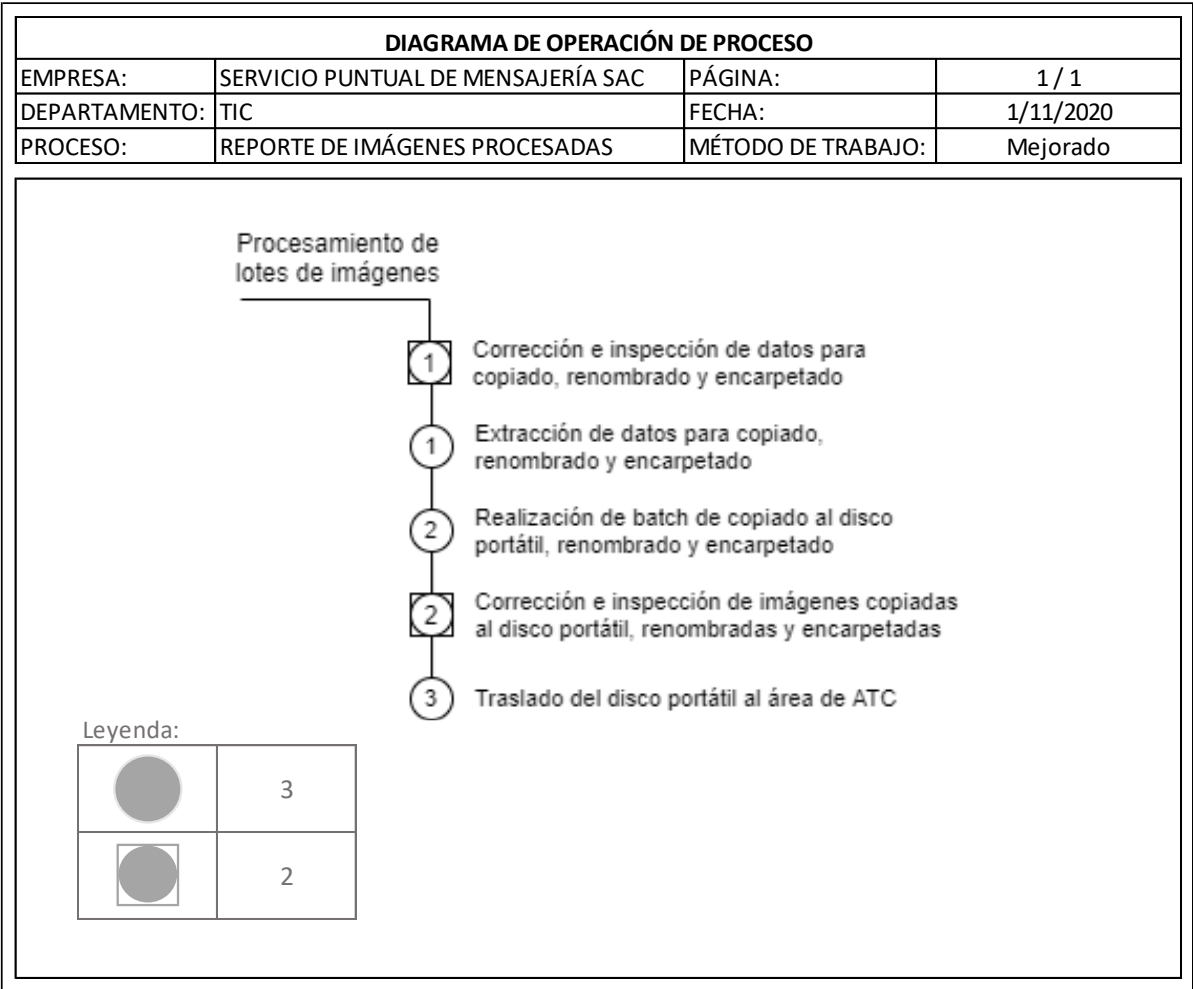 DIAGRAMA DE OPERACIÓN DE PROCESO
EMPRESA: SERVICIO PUNTUAL DE MENSAJERÍA SAC PÁGINA: 1 / 1
DEPARTAMENTO: TIC FECHA: 1/11/2020
PROCESO: REPORTE DE IMÁGENES PROCESADAS MÉTODO DE TRABAJO: Mejorado
Procesamiento de
lotes de imágenes
1 Corrección e inspección de datos para
copiado, renombrado y encarpetado
1 Extracción de datos para copiado,
renombrado y encarpetado
2 Realización de batch de copiado al disco
portátil, renombrado y encarpetado
2 Corrección e inspección de imágenes copiadas
al disco portátil, renombradas y encarpetadas
3 Traslado del disco portátil al área de ATC
Leyenda:
3
2